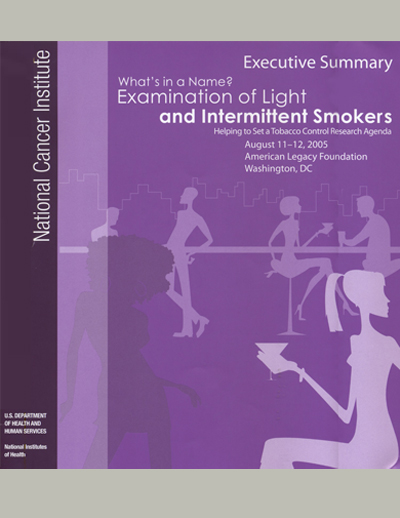 Executive Summary
What's in a Name?
Examination of Light
and Intermittent Smokers
Helping to Set a Tobacco Control Research Agenda
August 11–12, 2005
American Legacy Foundation
Washington, DC
National Cancer Institute
U.S. DEPARTMENT
OF HEALTH AND
HUMAN SERVICES
National Institutes
of Health